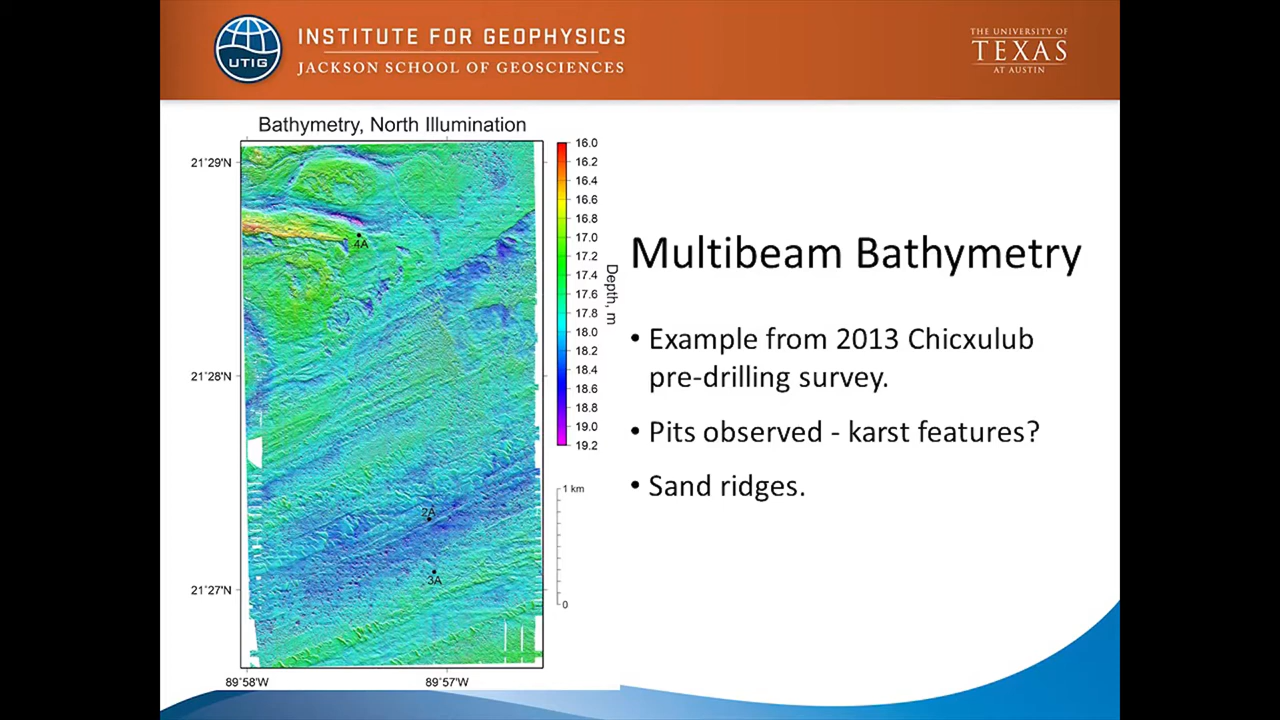 INSTITUTE FOR GEOPHYSICS
UTIG
JACKSON SCHOOL OF GEOSCIENCES
THE UNIVERSITY OF
TEXAS
AT AUSTIN
Bathymetry, North Illumination
21°29'N
21°28'N
21°27'N
89°58'W
89°57'W
4A
2A
3A
16.0
16.2
16.4
16.6
16.8
17.0
17.2
17.4
17.6
17.8
18.0
18.2
18.4
18.6
18.8
19.0
19.2
Depth, m
1 km
0
Multibeam Bathymetry
• Example from 2013 Chicxulub
pre-drilling survey.
• Pits observed - karst features?
• Sand ridges.